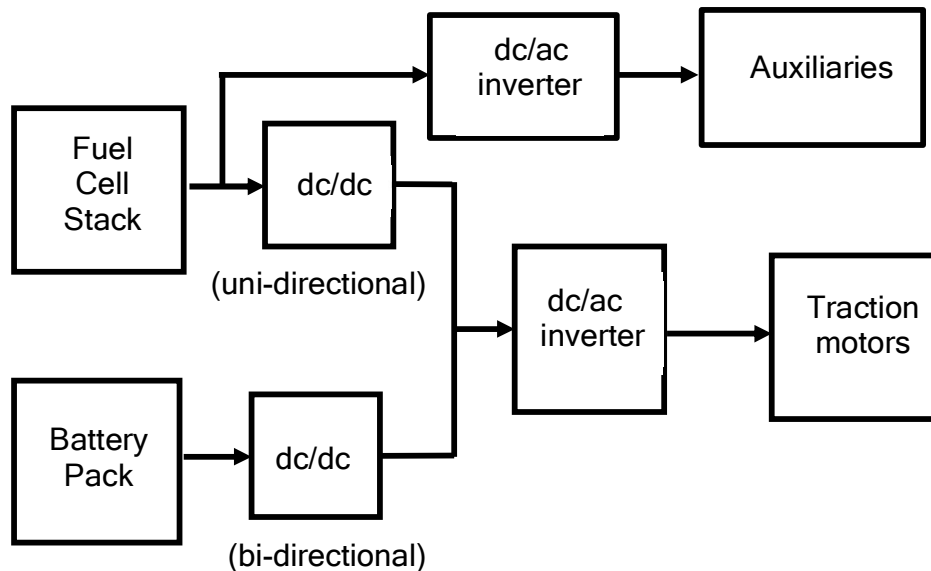 dc/ac
inverter
Auxiliaries
Fuel
Cell
Stack
dc/dc
(uni-directional)
dc/ac
inverter
Traction
motors
Battery
Pack
dc/dc
(bi-directional)